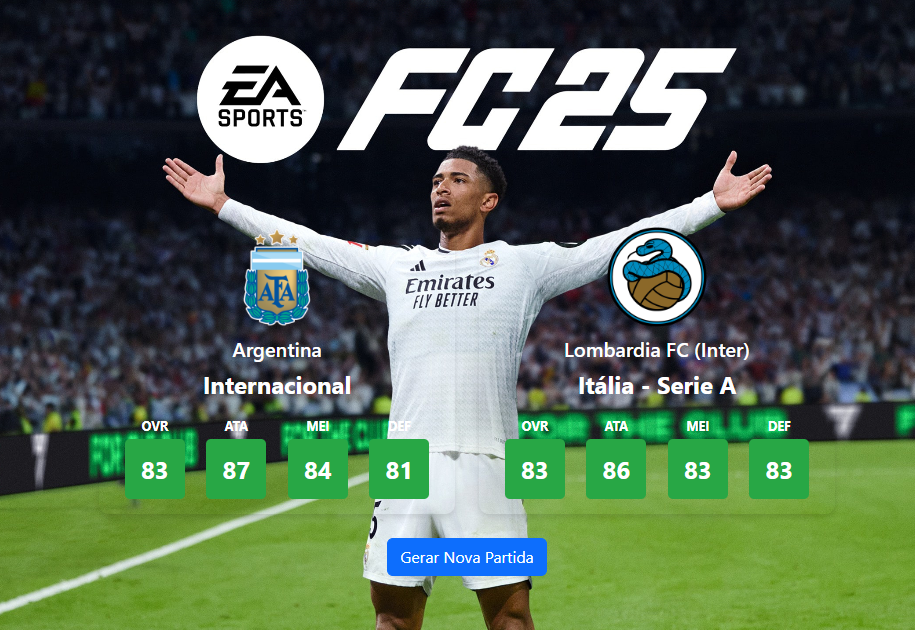 EA
SPORTS
FC25
Emirates
FLY BETTER
AFA
Argentina
Lombardia FC (Inter)
Internacional
Itália - Serie A
OVR ATA MEI DEF
OVR ATA MEI DEF
83 87 84 81
83 86 83 83
5
Gerar Nova Partida